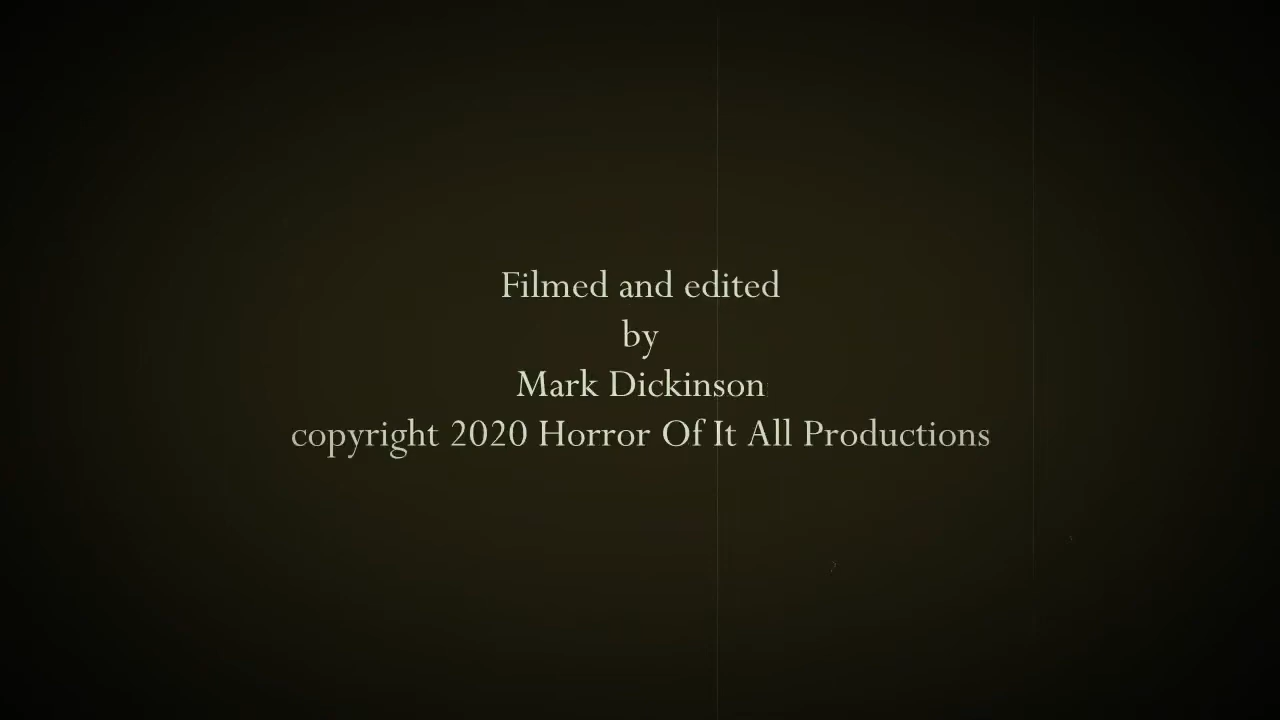 Filmed and edited
by
Mark Dickinson
copyright 2020 Horror Of It All Productions